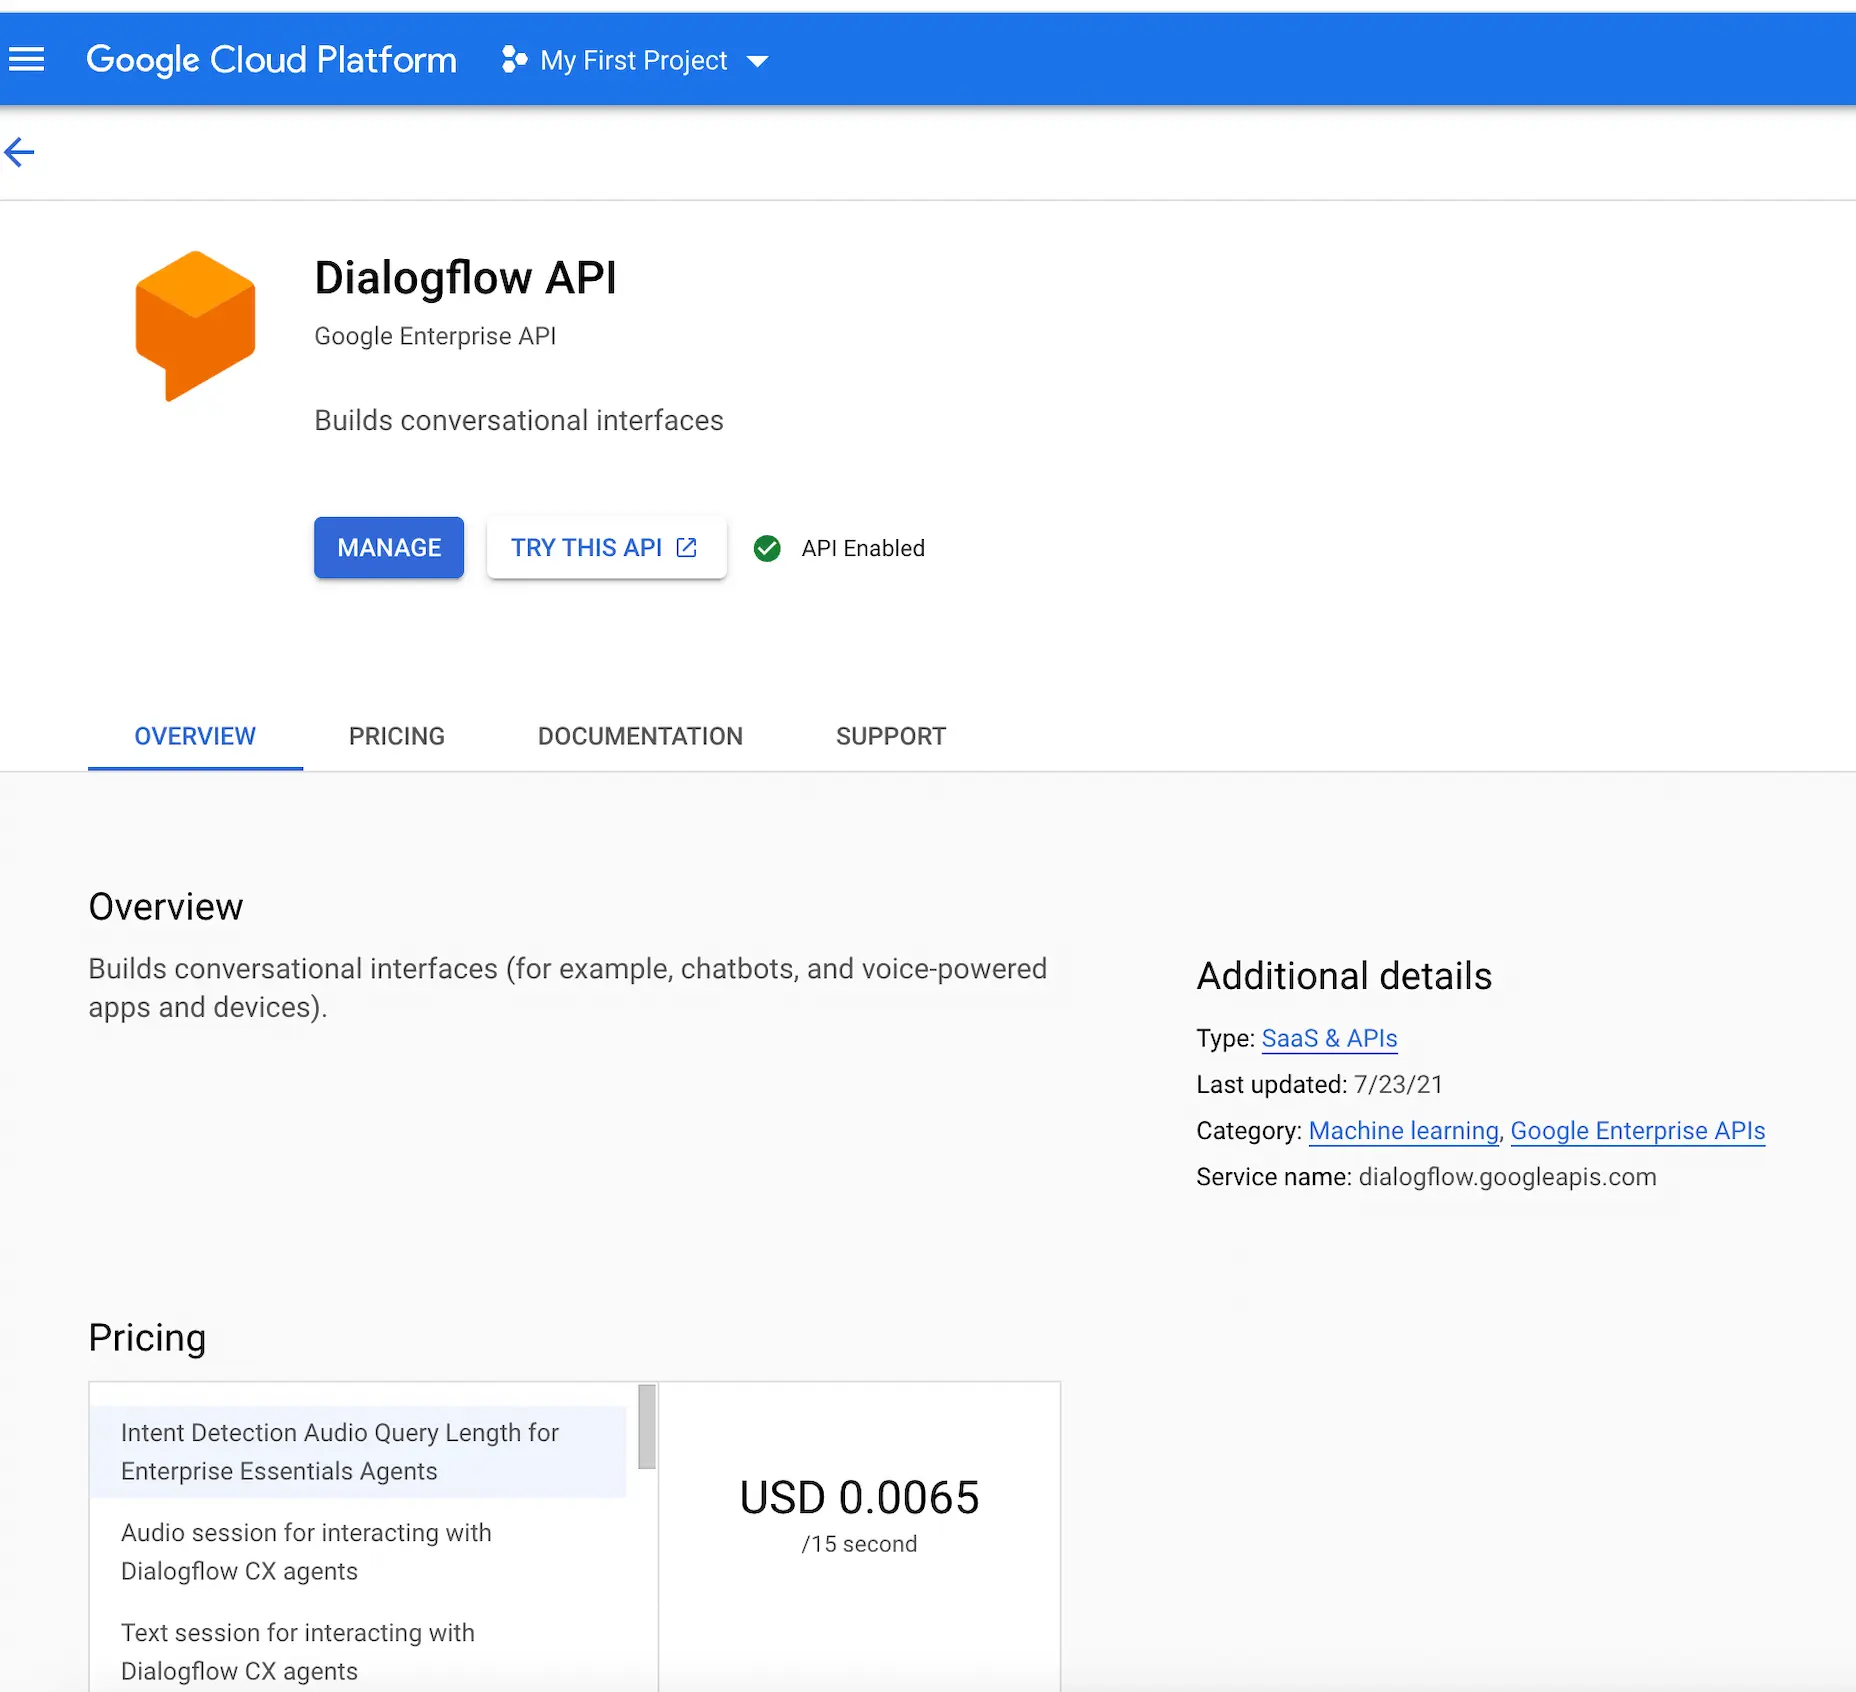 Google Cloud Platform
My First Project
Dialogflow API
Google Enterprise API
Builds conversational interfaces
MANAGE
TRY THIS API
API Enabled
OVERVIEW
PRICING
DOCUMENTATION
SUPPORT
Overview
Builds conversational interfaces (for example, chatbots, and voice-powered
apps and devices).
Additional details
Type: SaaS & APIs
Last updated: 7/23/21
Category: Machine learning, Google Enterprise APIs
Service name: dialogflow.googleapis.com
Pricing
Intent Detection Audio Query Length for
Enterprise Essentials Agents
Audio session for interacting with
Dialogflow CX agents
Text session for interacting with
Dialogflow CX agents
USD 0.0065
/15 second